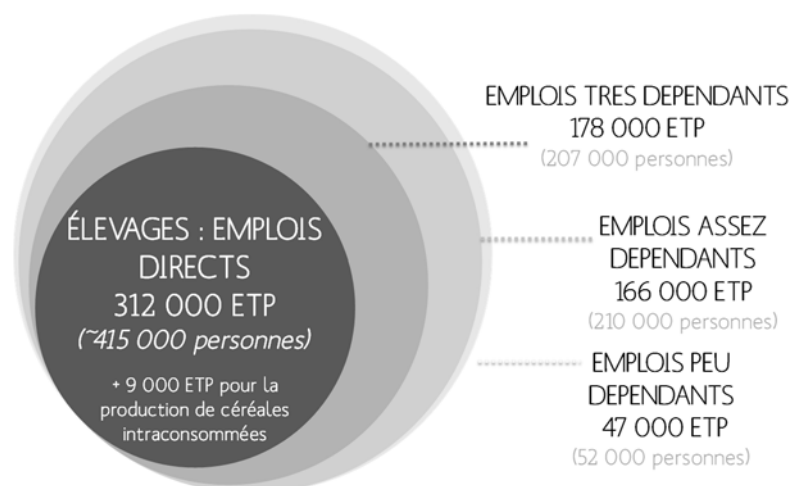 ÉLEVAGES : EMPLOIS
DIRECTS
312 000 ETP
(~415 000 personnes)
+ 9 000 ETP pour la
production de céréales
intraconsommées
EMPLOIS TRES DEPENDANTS
178 000 ETP
(207 000 personnes)
EMPLOIS ASSEZ
DEPENDANTS
166 000 ETP
(210 000 personnes)
EMPLOIS PEU
DEPENDANTS
47 000 ETP
(52 000 personnes)